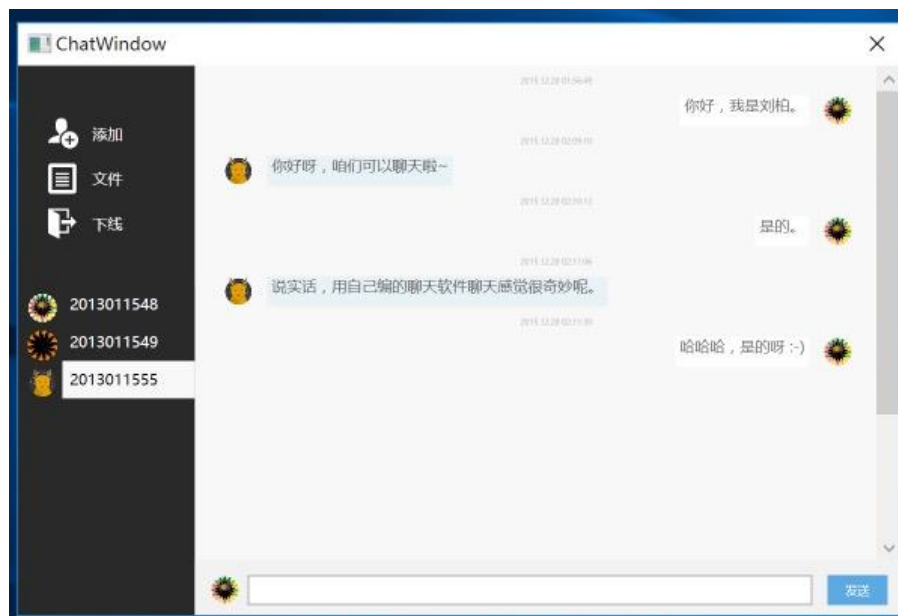 ChatWindow
添加
文件
下线
2013011548
2013011549
2013011555
你好，我是刘柏。
你好呀，咱们可以聊天啦~
是的。
说实话，用自己编的聊天软件聊天感觉很奇妙呢。
哈哈哈，是的呀 :-)
发送